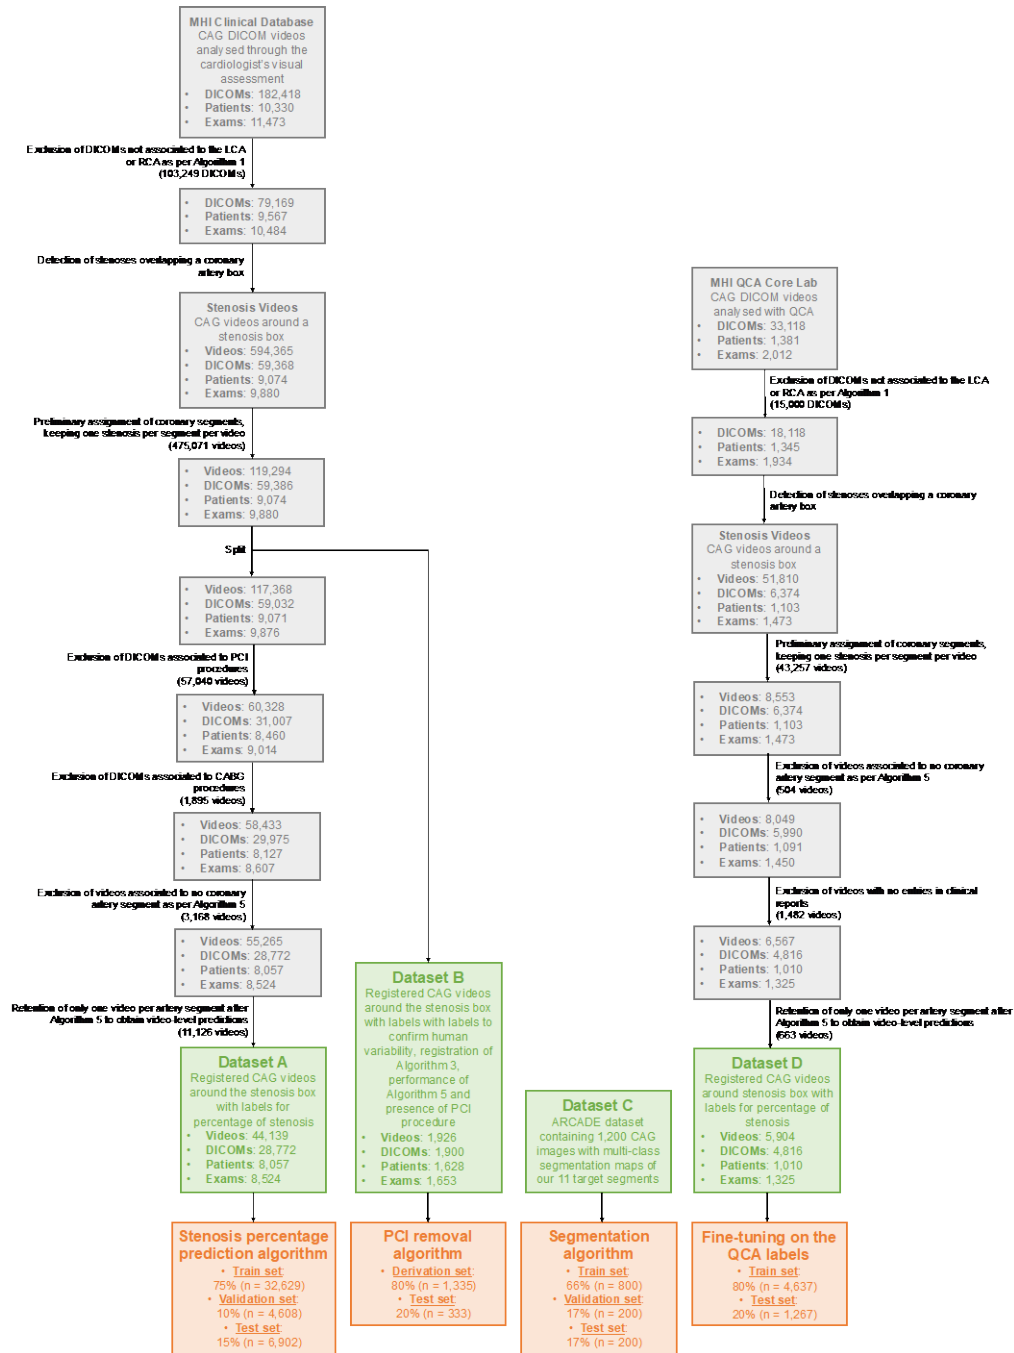 MHI Clinical Database
CAG DICOM videos
analysed through the
cardiologist's visual
assessment
• DICOMs: 182,418
• Patients: 10,330
• Exams: 11,473
Exclusion of DICOMs not associated to the LCA
or RCA as per Algorithm 1
(103,249 DICOMs)
• DICOMs: 79,169
• Patients: 9,567
• Exams: 10,484
Detection of stenoses overlapping a coronary
artery box
Stenosis Videos
CAG videos around a
stenosis box
• Videos: 594,365
• DICOMs: 59,368
• Patients: 9,074
• Exams: 9,880
Preliminary assignment of coronary segments,
keeping one stenosis per segment per video
(475,071 videos)
• Videos: 119,294
• DICOMs: 59,386
• Patients: 9,074
• Exams: 9,880
Split
• Videos: 117,368
• DICOMs: 59,032
• Patients: 9,071
• Exams: 9,876
Exclusion of DICOMs associated to PCI
procedures
(57,040 videos)
• Videos: 60,328
• DICOMs: 31,007
• Patients: 8,460
• Exams: 9,014
Exclusion of DICOMs associated to CABG
procedures
(1,895 videos)
• Videos: 58,433
• DICOMs: 29,975
• Patients: 8,127
• Exams: 8,607
Exclusion of videos associated to no coronary
artery segment as per Algorithm 5
(3,168 videos)
• Videos: 55,265
• DICOMs: 28,772
• Patients: 8,057
• Exams: 8,524
Retention of only one video per artery segment after
Algorithm 5 to obtain video-level predictions
(11,126 videos)
Dataset A
Registered CAG videos
around the stenosis box
with labels for
percentage of stenosis
• Videos: 44,139
• DICOMs: 28,772
• Patients: 8,057
• Exams: 8,524
Stenosis percentage
prediction algorithm
• Train set:
75% (n = 32,629)
• Validation set:
10% (n = 4,608)
• Test set:
15% (n = 6,902)
Dataset B
Registered CAG videos
around the stenosis box
with labels with labels to
confirm human
variability, registration of
Algorithm 3,
performance of
Algorithm 5 and
presence of PCI
procedure
• Videos: 1,926
• DICOMs: 1,900
• Patients: 1,628
• Exams: 1,653
PCI removal
algorithm
• Derivation set:
80% (n = 1,335)
• Test set:
20% (n = 333)
Dataset C
ARCADE dataset
containing 1,200 CAG
images with multi-class
segmentation maps of
our 11 target segments
Segmentation
algorithm
• Train set:
66% (n = 800)
• Validation set:
17% (n = 200)
• Test set:
17% (n = 200)
MHI QCA Core Lab
CAG DICOM videos
analysed with QCA
• DICOMs: 33,118
• Patients: 1,381
• Exams: 2,012
Exclusion of DICOMs not associated to the LCA
or RCA as per Algorithm 1
(15,000 DICOMs)
• DICOMs: 18,118
• Patients: 1,345
• Exams: 1,934
Detection of stenoses overlapping a coronary
artery box
Stenosis Videos
CAG videos around a
stenosis box
• Videos: 51,810
• DICOMs: 6,374
• Patients: 1,103
• Exams: 1,473
Preliminary assignment of coronary segments,
keeping one stenosis per segment per video
(43,257 videos)
• Videos: 8,553
• DICOMs: 6,374
• Patients: 1,103
• Exams: 1,473
Exclusion of videos associated to no coronary
artery segment as per Algorithm 5
(504 videos)
• Videos: 8,049
• DICOMs: 5,990
• Patients: 1,091
• Exams: 1,450
Exclusion of videos with no entries in clinical
reports
(1,482 videos)
• Videos: 6,567
• DICOMs: 4,816
• Patients: 1,010
• Exams: 1,325
Retention of only one video per artery segment after
Algorithm 5 to obtain video-level predictions
(663 videos)
Dataset D
Registered CAG videos
around stenosis box with
labels for percentage of
stenosis
• Videos: 5,904
• DICOMs: 4,816
• Patients: 1,010
• Exams: 1,325
Fine-tuning on the
QCA labels
• Train set:
80% (n = 4,637)
• Test set:
20% (n = 1,267)